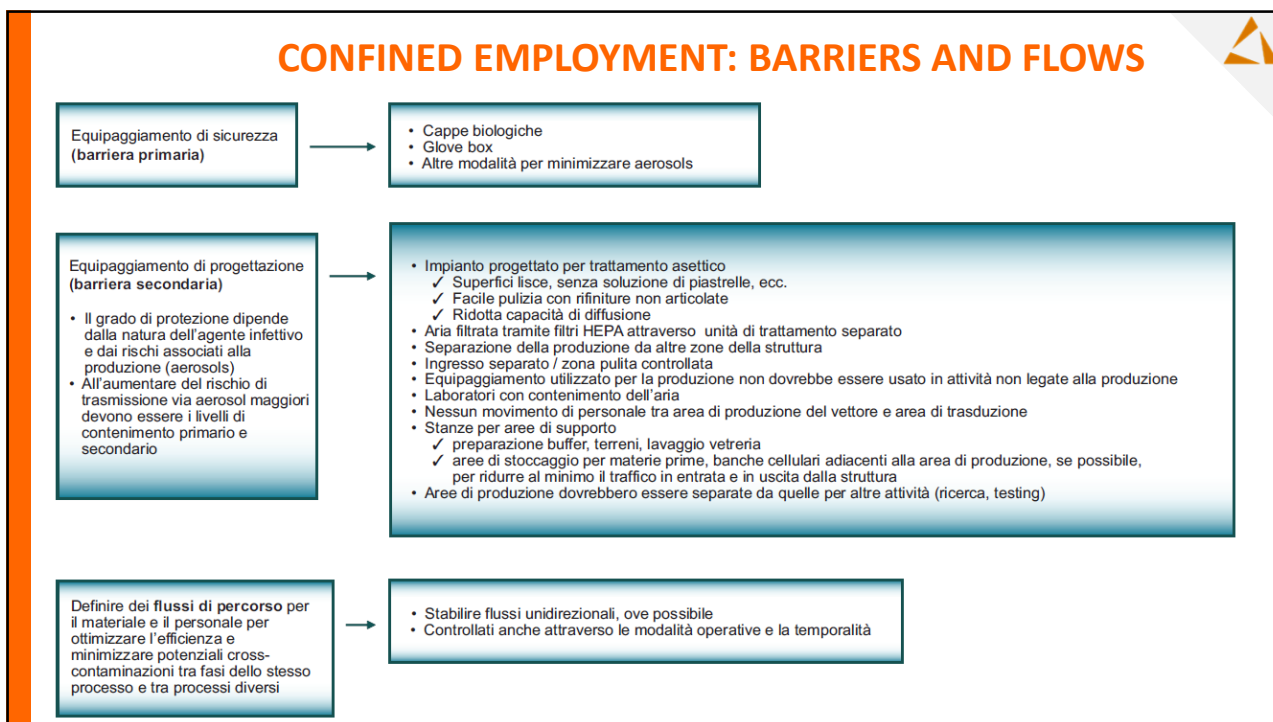 CONFINED EMPLOYMENT: BARRIERS AND FLOWS
Equipaggiamento di sicurezza
(barriera primaria)
• Cappe biologiche
• Glove box
• Altre modalità per minimizzare aerosols
Equipaggiamento di progettazione
(barriera secondaria)
• Il grado di protezione dipende
dalla natura dell'agente infettivo
e dai rischi associati alla
produzione (aerosols)
• All'aumentare del rischio di
trasmissione via aerosol maggiori
devono essere i livelli di
contenimento primario e
secondario
• Impianto progettato per trattamento asettico
✓ Superfici lisce, senza soluzione di piastrelle, ecc.
✓ Facile pulizia con rifiniture non articolate
✓ Ridotta capacità di diffusione
• Aria filtrata tramite filtri HEPA attraverso unità di trattamento separato
• Separazione della produzione da altre zone della struttura
• Ingresso separato / zona pulita controllata
• Equipaggiamento utilizzato per la produzione non dovrebbe essere usato in attività non legate alla produzione
• Laboratori con contenimento dell'aria
• Nessun movimento di personale tra area di produzione del vettore e area di trasduzione
• Stanze per aree di supporto
✓ preparazione buffer, terreni, lavaggio vetreria
✓ aree di stoccaggio per materie prime, banche cellulari adiacenti alla area di produzione, se possibile,
per ridurre al minimo il traffico in entrata e in uscita dalla struttura
• Aree di produzione dovrebbero essere separate da quelle per altre attività (ricerca, testing)
Definire dei flussi di percorso per
il materiale e il personale per
ottimizzare l'efficienza e
minimizzare potenziali cross-
contaminazioni tra fasi dello stesso
processo e tra processi diversi
• Stabilire flussi unidirezionali, ove possibile
• Controllati anche attraverso le modalità operative e la temporalità